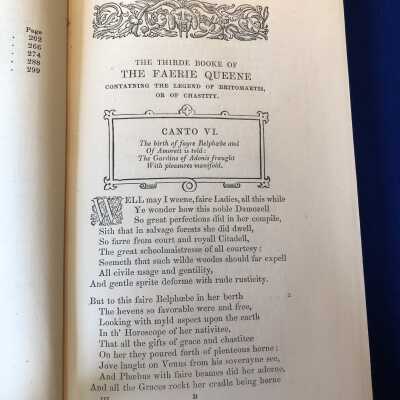 Page
. 202
. 266
. 274
. 288
. 299
THE THIRDE BOOKE OF
THE FAERIE QUEENE
CONTAYNING THE LEGEND OF BRITOMARTIS,
OR OF CHASTITY.
CANTO VI.
The birth of fayre Belphœbe and
Of Amorett is told:
The Gardins of Adonis fraught
With pleasures manifold.
WELL may I weene, faire Ladies, all this while
Ye wonder how this noble Damozell
So great perfections did in her compile,
Sith that in salvage forests she did dwell,
So farre from court and royall Citadell,
The great schoolmaistresse of all courtesy:
Seemeth that such wilde woodes should far expell
All civile usage and gentility,
And gentle sprite deforme with rude rusticity.
But to this faire Belphœbe in her berth 2
The hevens so favorable were and free,
Looking with myld aspect upon the earth
In th' Horoscope of her nativitee,
That all the gifts of grace and chastitee
On her they poured forth of plenteous horne:
Jove laught on Venus from his soverayne see,
And Phœbus with faire beames did her adorne,
And all the Graces rockt her cradle being borne
III B